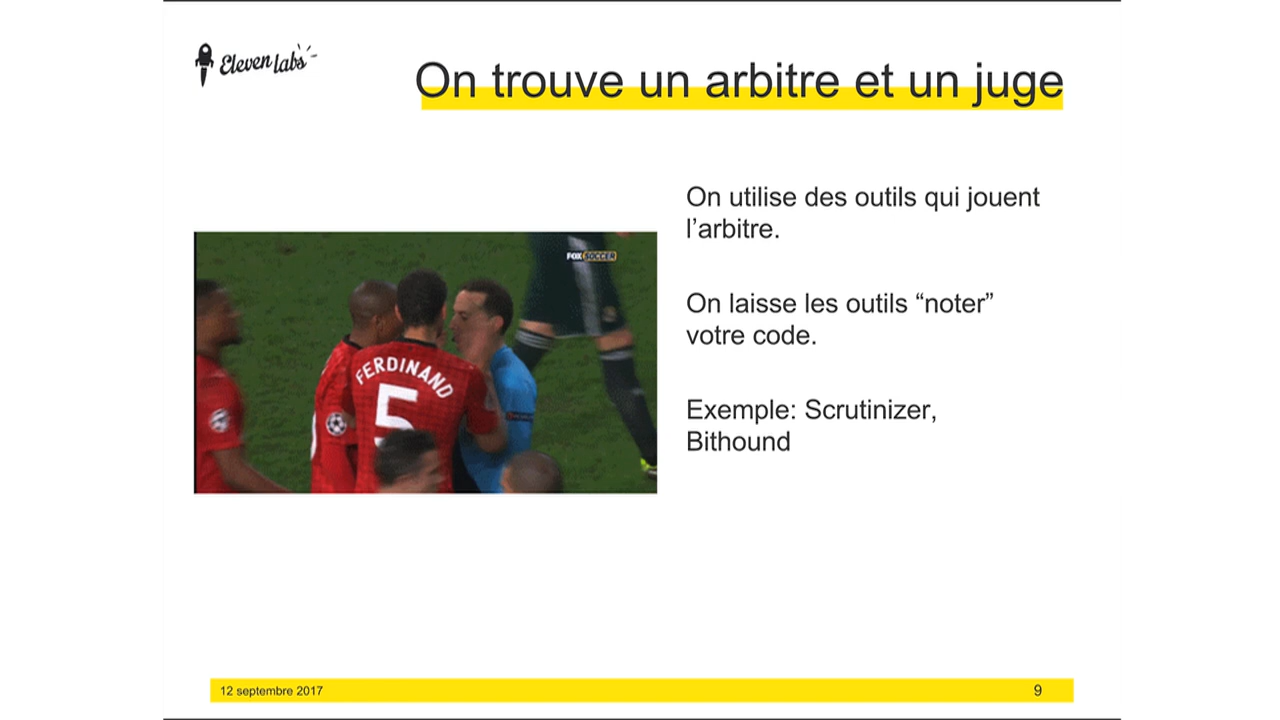 Eleven labs
On trouve un arbitre et un juge
On utilise des outils qui jouent
l’arbitre.
FOX SOCCER
On laisse les outils “noter”
votre code.
FERDINAND
5
Exemple: Scrutinizer,
Bithound
12 septembre 2017
9